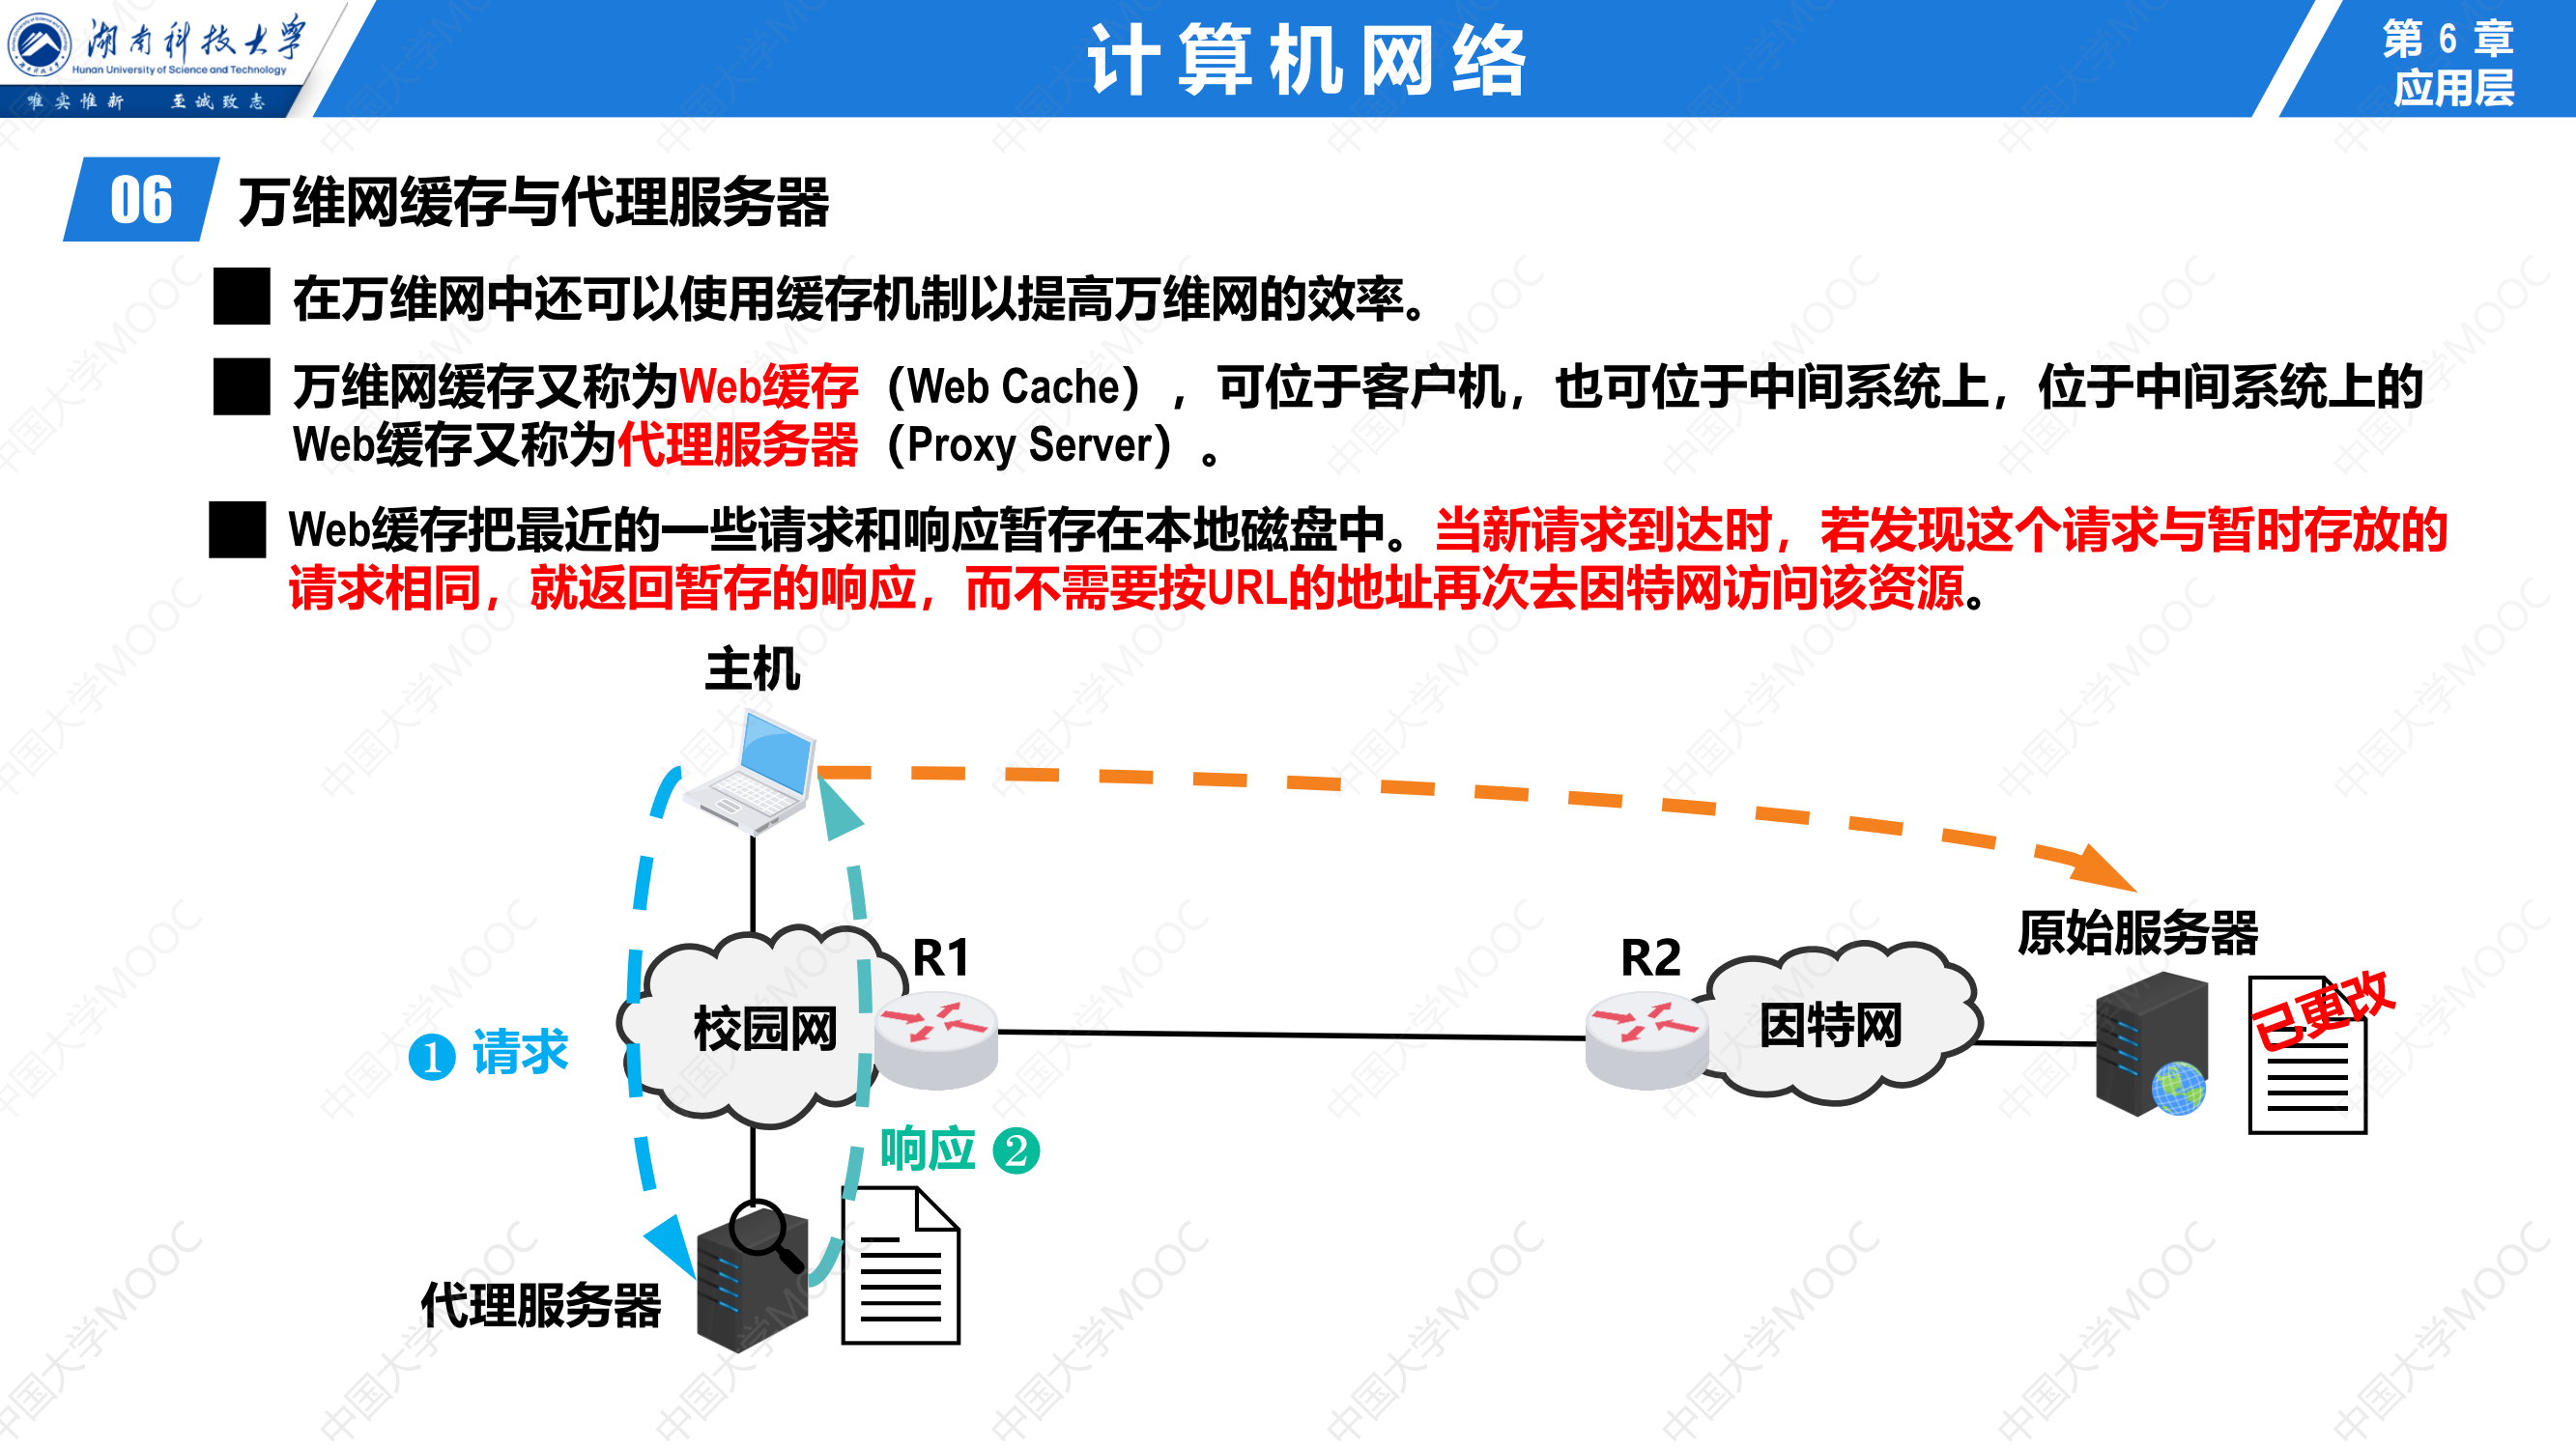 湖南科技大学
Hunan University of Science and Technology
唯实惟新 至诚致志
计算机网络
第 6 章
应用层
06 万维网缓存与代理服务器
在万维网中还可以使用缓存机制以提高万维网的效率。
万维网缓存又称为Web缓存（Web Cache），可位于客户机，也可位于中间系统上，位于中间系统上的
Web缓存又称为代理服务器（Proxy Server）。
Web缓存把最近的一些请求和响应暂存在本地磁盘中。当新请求到达时，若发现这个请求与暂时存放的
请求相同，就返回暂存的响应，而不需要按URL的地址再次去因特网访问该资源。
主机
原始服务器
R1
R2
已更改
校园网
因特网
❶ 请求
响应 ❷
代理服务器
中国大学MOOC